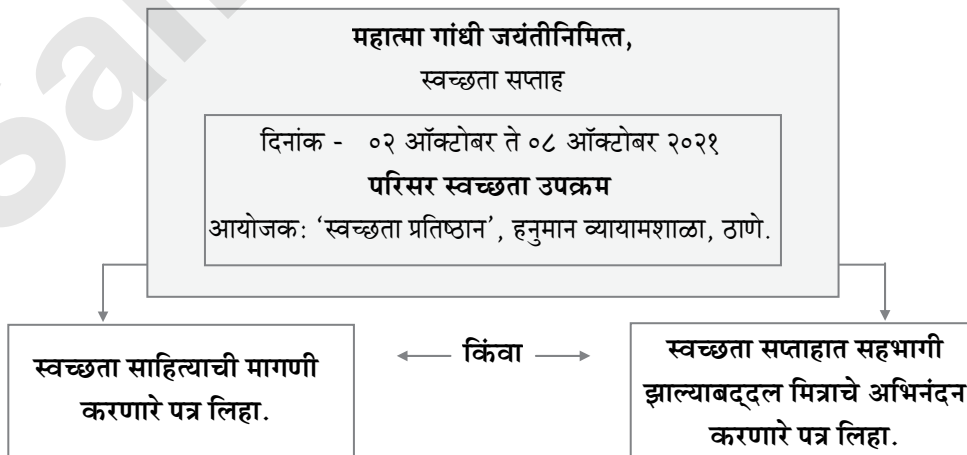 महात्मा गांधी जयंतीनिमित्त,
स्वच्छता सप्ताह
दिनांक - ०२ ऑक्टोबर ते ०८ ऑक्टोबर २०२१
परिसर स्वच्छता उपक्रम
आयोजक: ‘स्वच्छता प्रतिष्ठान’, हनुमान व्यायामशाळा, ठाणे.
स्वच्छता साहित्याची मागणी
करणारे पत्र लिहा.
किंवा
स्वच्छता सप्ताहात सहभागी
झाल्याबद्‌दल मित्राचे अभिनंदन
करणारे पत्र लिहा.